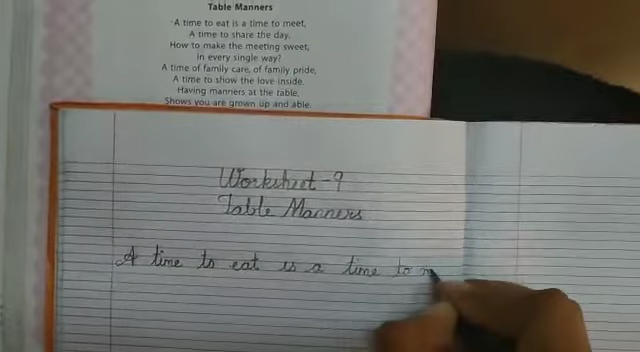 Table Manners
A time to eat is a time to meet,
A time to share the day.
How to make the meeting sweet,
in every single way?
A time of family care, of family pride,
A time to show the love inside.
Having manners at the table,
Shows you are grown up and able.
Worksheet-9
Table Manners
A time to eat is a time to m